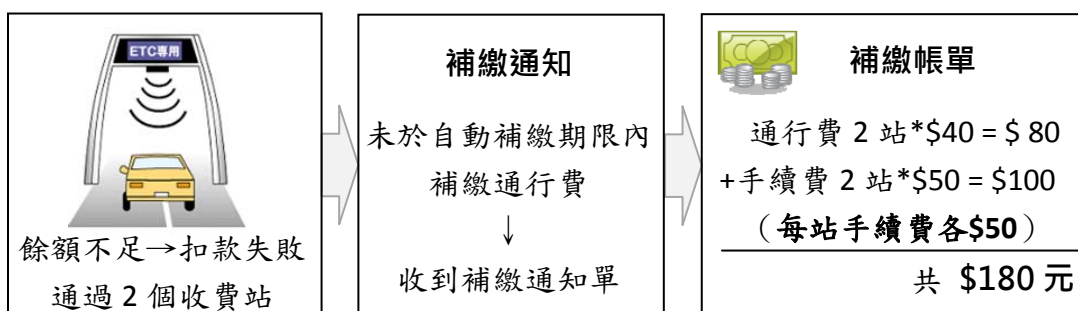 ETC專用
餘額不足→扣款失敗
通過 2 個收費站
補繳通知
未於自動補繳期限內
補繳通行費
↓
收到補繳通知單
補繳帳單
通行費 2 站*$40 = $ 80
+手續費 2 站*$50 = $100
（每站手續費各$50）
共 $180 元